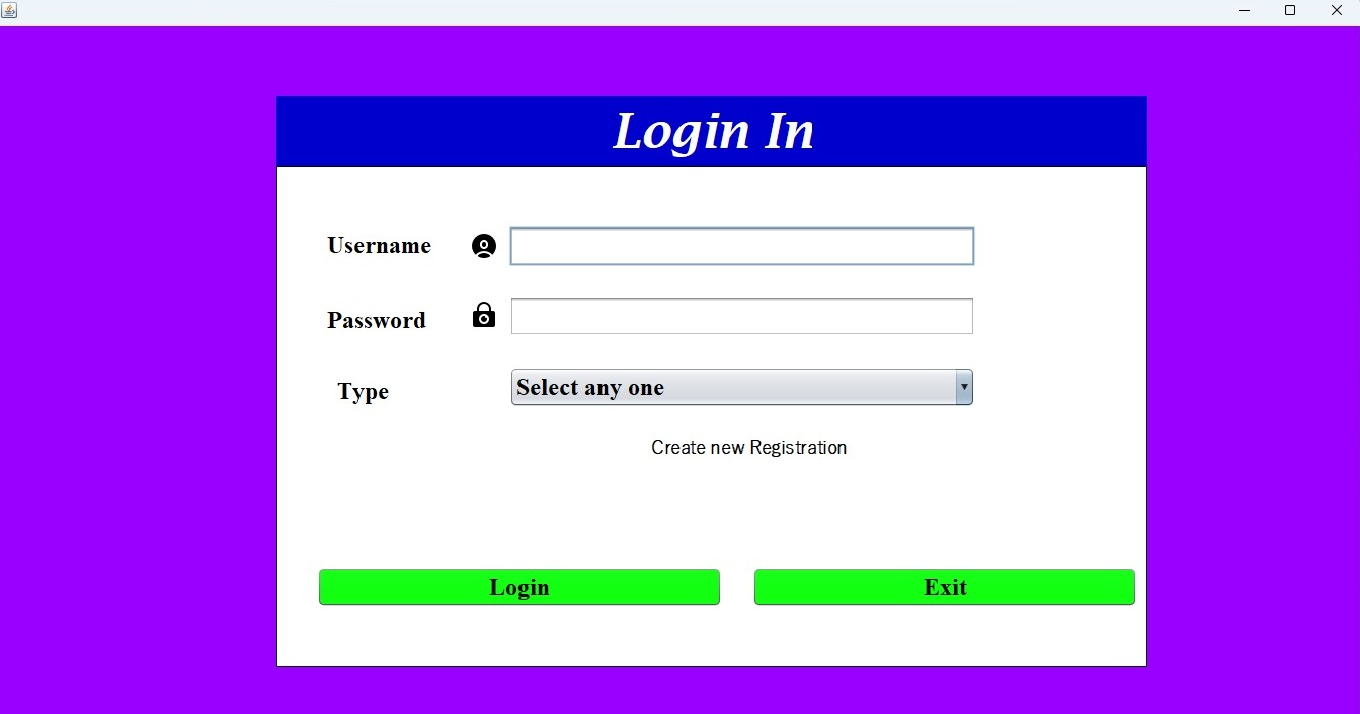 Login In
Username
Password
Type
Select any one
Create new Registration
Login
Exit